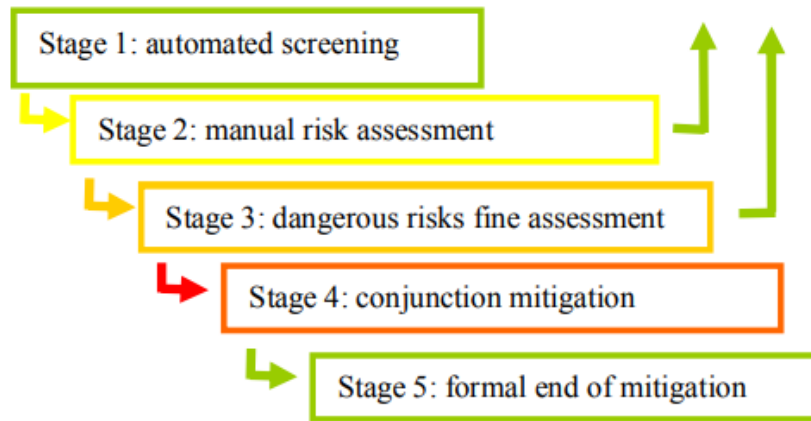 Stage 1: automated screening
Stage 2: manual risk assessment
Stage 3: dangerous risks fine assessment
Stage 4: conjunction mitigation
Stage 5: formal end of mitigation